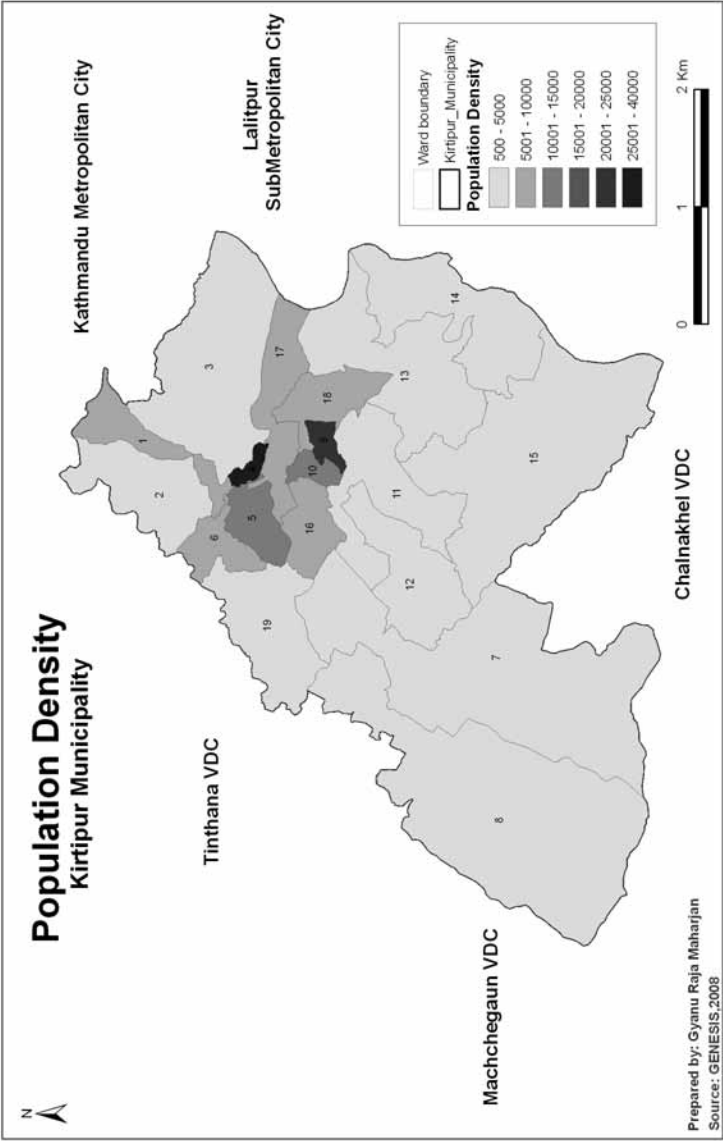 Population Density
Kirtipur Municipality
N
Kathmandu Metropolitan City
Lalitpur
SubMetropolitan City
Tinthana VDC
Machchegaun VDC
Chalnakhel VDC
1
2
3
17
6
5
18
9
10
16
14
13
19
11
12
15
7
8
Ward boundary
Kirtipur_Municipality
Population Density
500 - 5000
5001 - 10000
10001 - 15000
15001 - 20000
20001 - 25000
25001 - 40000
0 1 2 Km
Prepared by: Gyanu Raja Maharjan
Source: GENESIS,2008